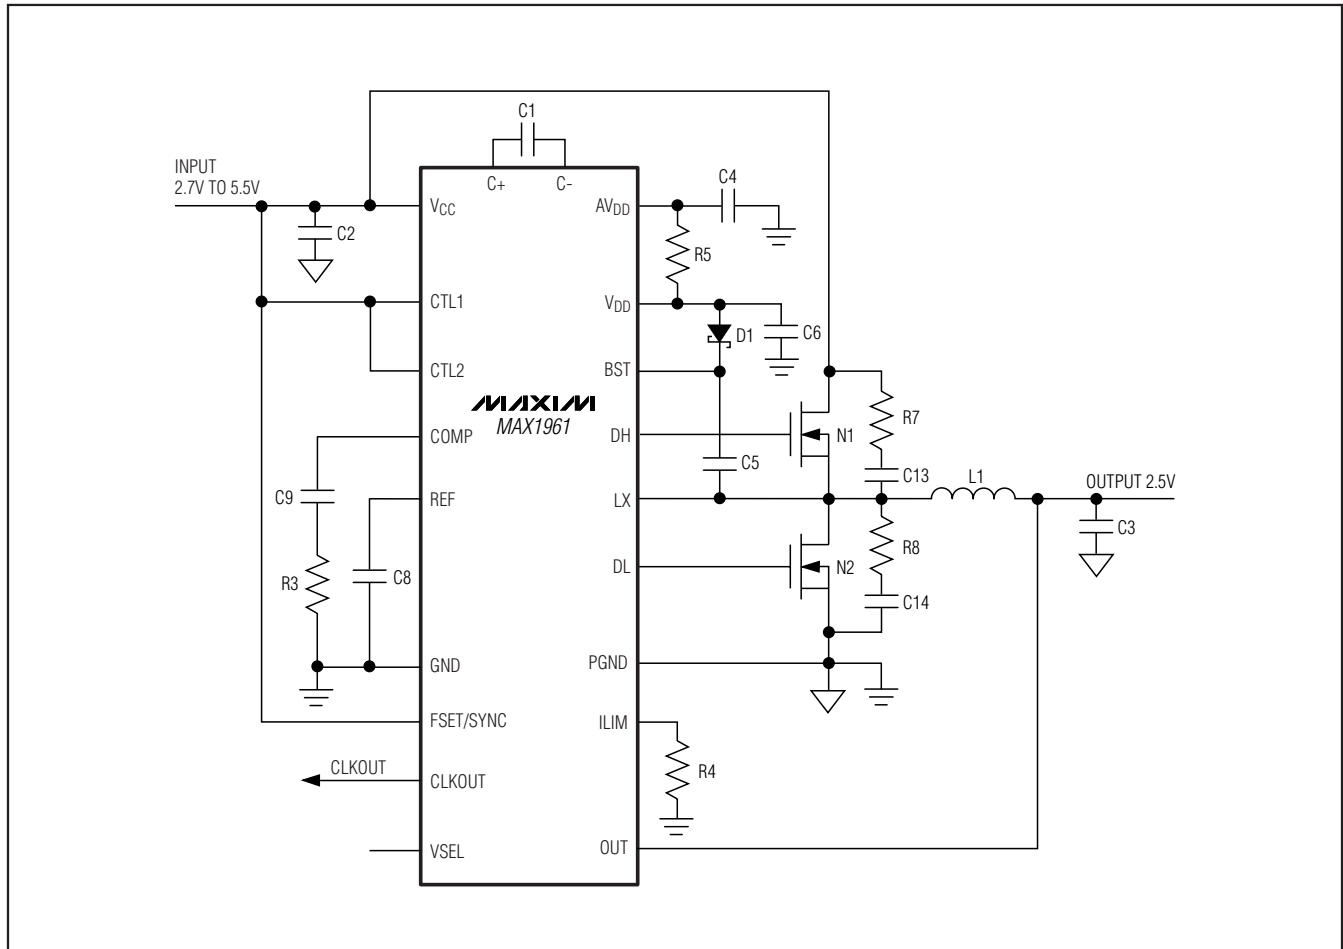 C1
INPUT
2.7V TO 5.5V
C+
C-
C4
VCC
AVDD
C2
R5
CTL1
VDD
D1
C6
CTL2
BST
MAXIM
MAX1961
R7
COMP
DH
N1
C5
C13
L1
OUTPUT 2.5V
C9
REF
LX
C3
R8
R3
C8
DL
N2
C14
GND
PGND
FSET/SYNC
ILIM
CLKOUT
CLKOUT
R4
VSEL
OUT